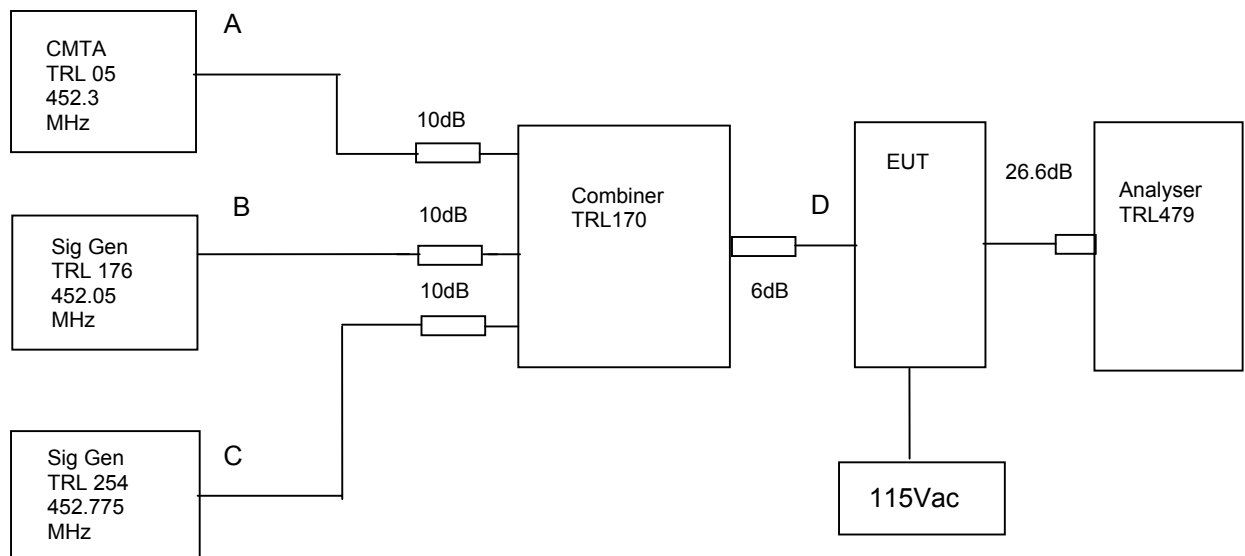 A
CMTA
TRL 05
452.3
MHz
10dB
B
Sig Gen
TRL 176
452.05
MHz
10dB
10dB
C
Sig Gen
TRL 254
452.775
MHz
Combiner
TRL170
D
6dB
EUT
26.6dB
Analyser
TRL479
115Vac